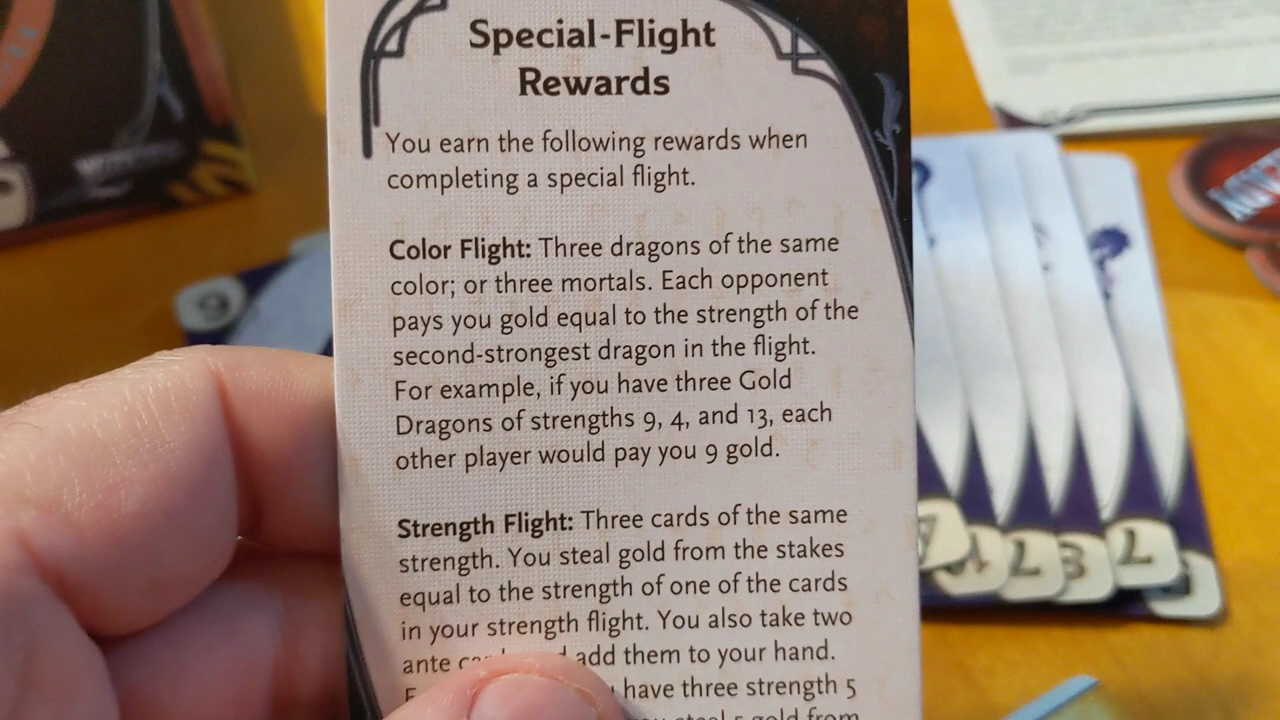 Special-Flight
Rewards
You earn the following rewards when
completing a special flight.
Color Flight: Three dragons of the same
color; or three mortals. Each opponent
pays you gold equal to the strength of the
second-strongest dragon in the flight.
For example, if you have three Gold
Dragons of strengths 9, 4, and 13, each
other player would pay you 9 gold.
Strength Flight: Three cards of the same
strength. You steal gold from the stakes
equal to the strength of one of the cards
in your strength flight. You also take two
ante add them to your hand.
have three strength 5
steal 5 gold from